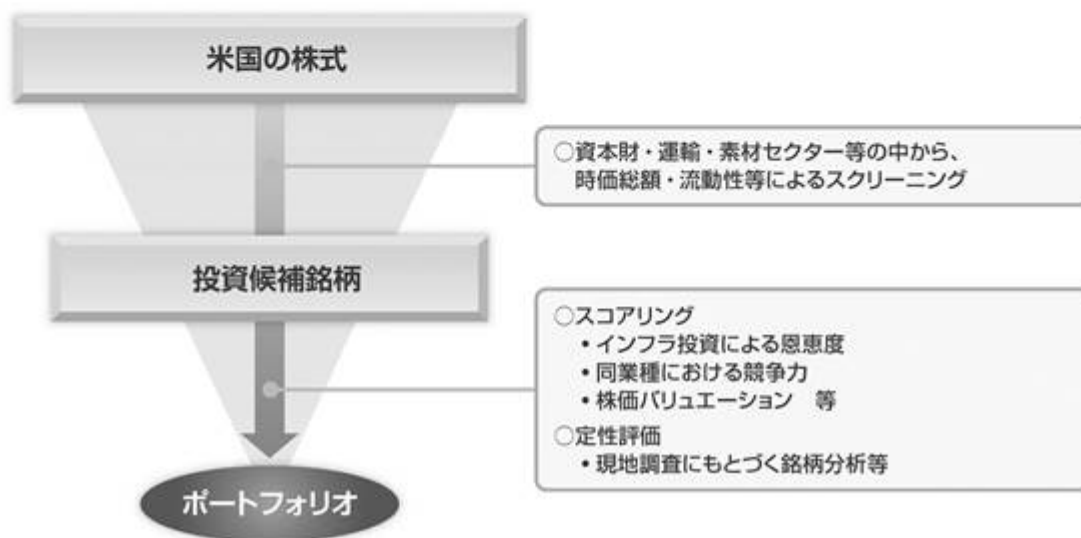 米国の株式
○資本財・運輸・素材セクター等の中から、
時価総額・流動性等によるスクリーニング
投資候補銘柄
○スコアリング
・インフラ投資による恩恵度
・同業種における競争力
・株価バリュエーション　等
○定性評価
・現地調査にもとづく銘柄分析等
ポートフォリオ